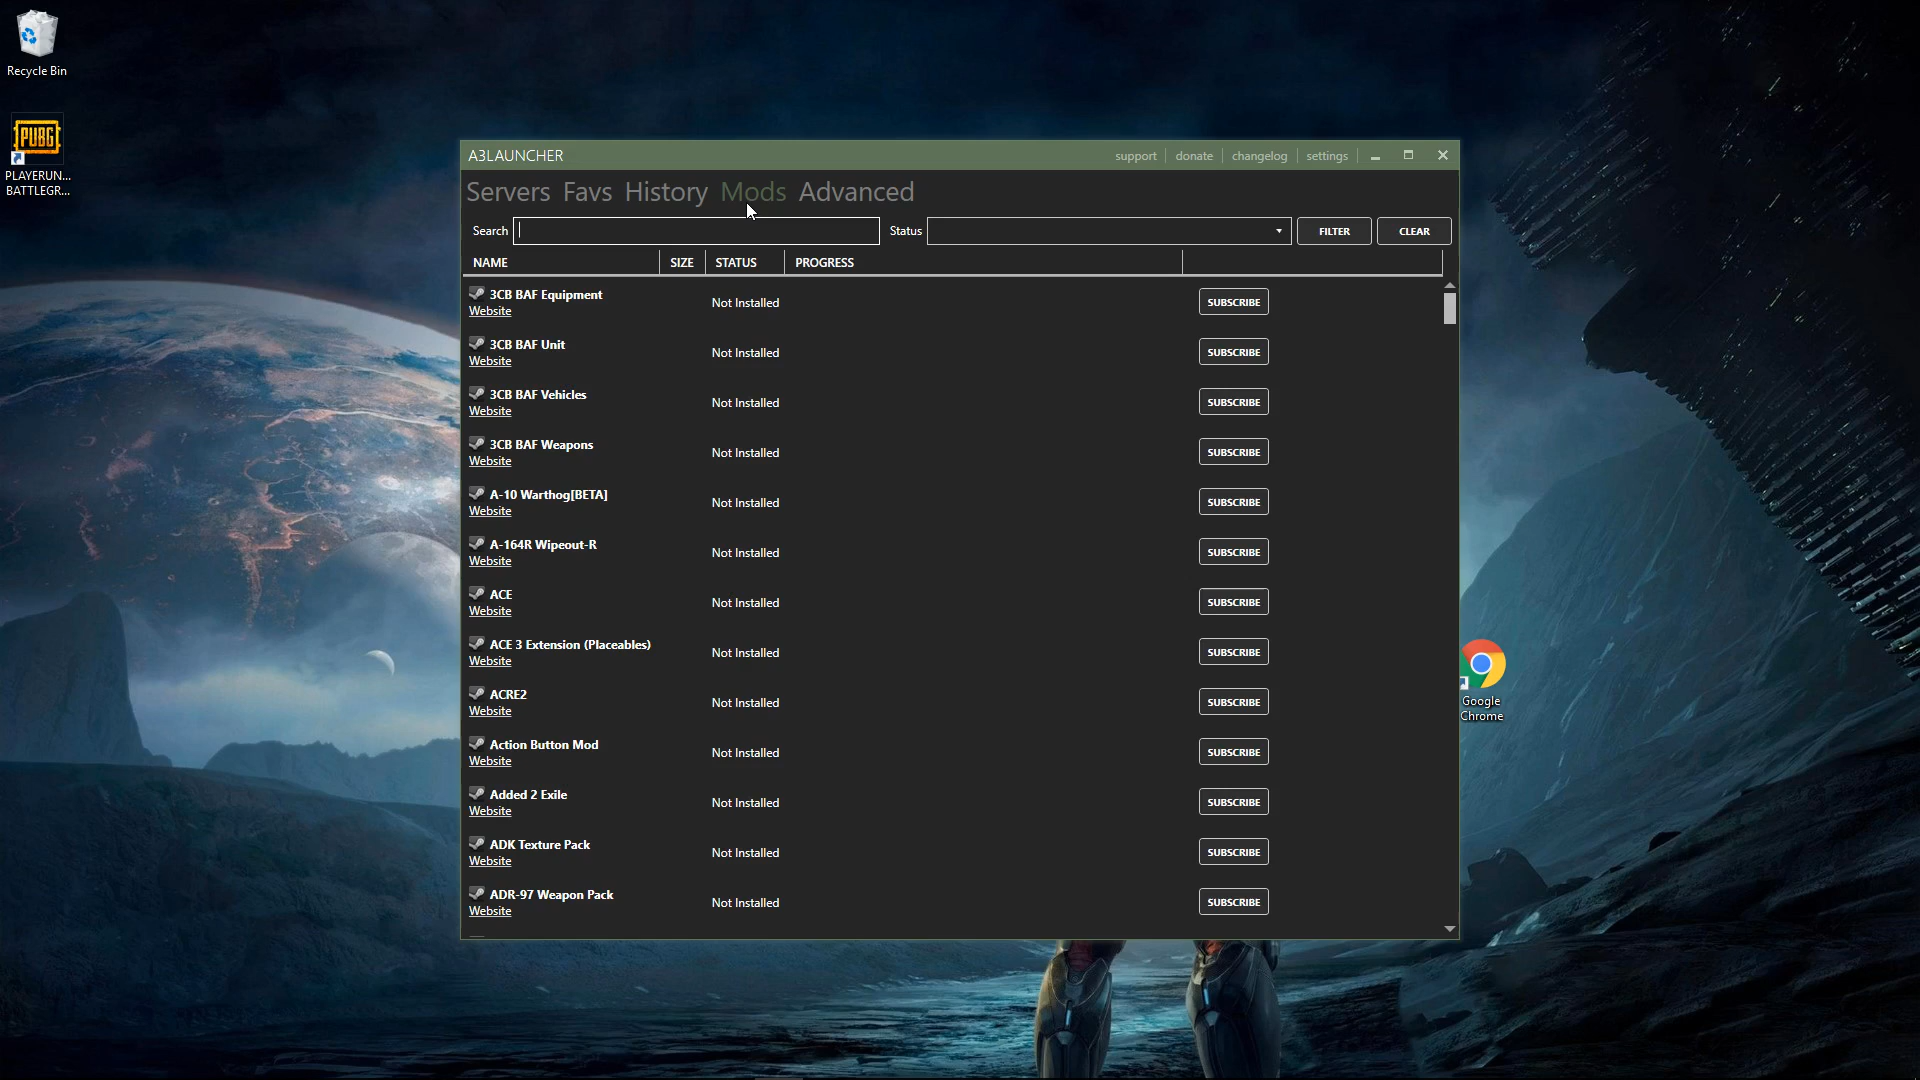 Recycle Bin
PUBG
PLAYERUN...
BATTLEGR...
A3LAUNCHER
support
donate
changelog
settings
Servers Favs History Mods Advanced
Search
Status
FILTER
CLEAR
NAME SIZE STATUS PROGRESS
3CB BAF Equipment
Website
Not Installed
SUBSCRIBE
3CB BAF Unit
Website
Not Installed
SUBSCRIBE
3CB BAF Vehicles
Website
Not Installed
SUBSCRIBE
3CB BAF Weapons
Website
Not Installed
SUBSCRIBE
A-10 Warthog[BETA]
Website
Not Installed
SUBSCRIBE
A-164R Wipeout-R
Website
Not Installed
SUBSCRIBE
ACE
Website
Not Installed
SUBSCRIBE
ACE 3 Extension (Placeables)
Website
Not Installed
SUBSCRIBE
ACRE2
Website
Not Installed
SUBSCRIBE
Action Button Mod
Website
Not Installed
SUBSCRIBE
Added 2 Exile
Website
Not Installed
SUBSCRIBE
ADK Texture Pack
Website
Not Installed
SUBSCRIBE
ADR-97 Weapon Pack
Website
Not Installed
SUBSCRIBE
Google
Chrome